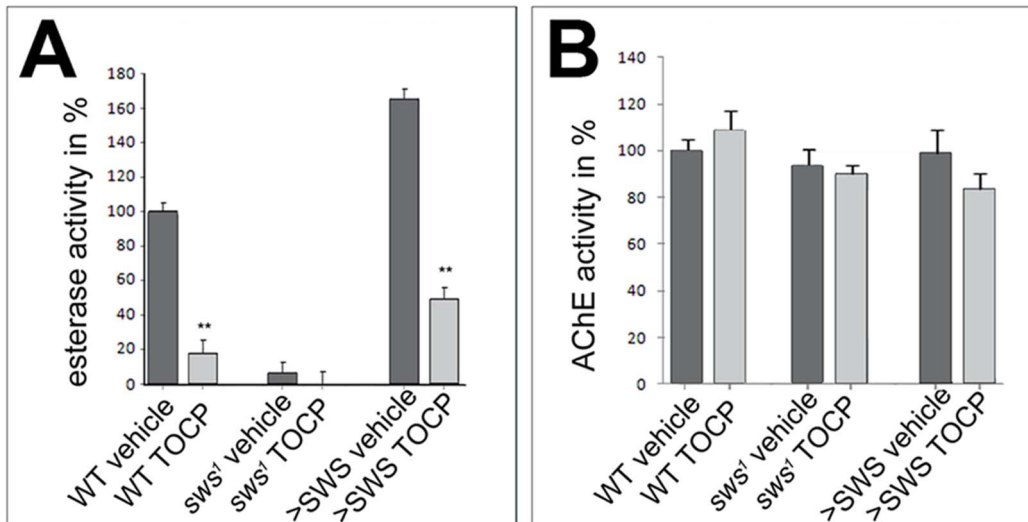 A
esterase activity in %
180
160
140
120
100
80
60
40
20
0
**
**
WT vehicle
WT TOCP
sws¹ vehicle
sws¹ TOCP
>SWS vehicle
>SWS TOCP
B
AChE activity in %
140
120
100
80
60
40
20
0
WT vehicle
WT TOCP
sws¹ vehicle
sws¹ TOCP
>SWS vehicle
>SWS TOCP